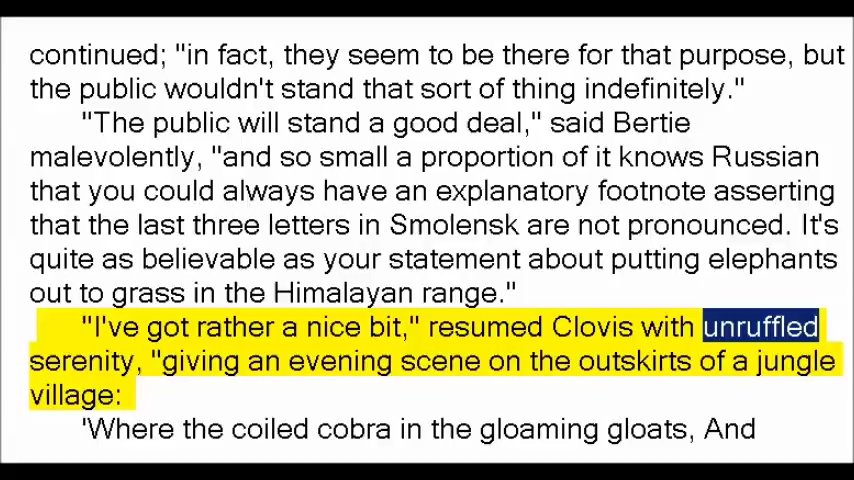 continued; "in fact, they seem to be there for that purpose, but
the public wouldn't stand that sort of thing indefinitely."
"The public will stand a good deal," said Bertie
malevolently, "and so small a proportion of it knows Russian
that you could always have an explanatory footnote asserting
that the last three letters in Smolensk are not pronounced. It's
quite as believable as your statement about putting elephants
out to grass in the Himalayan range."
"I've got rather a nice bit," resumed Clovis with unruffled
serenity, "giving an evening scene on the outskirts of a jungle
village:
'Where the coiled cobra in the gloaming gloats, And